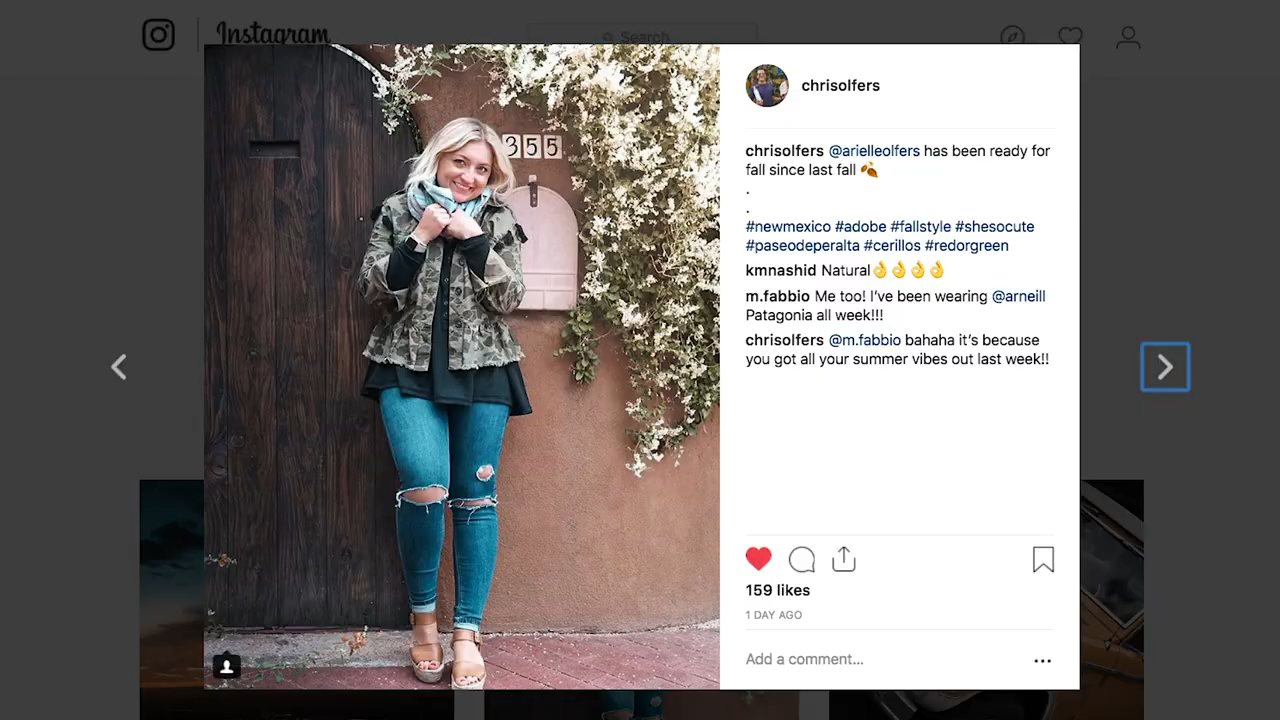 Instagram
Search
355
chrisolfers
chrisolfers @arielleolfers has been ready for
fall since last fall 🍂
.
.
#newmexico #adobe #fallstyle #shesocute
#paseodeperalta #cerillos #redorgreen
kmnashid Natural👌👌👌👌
m.fabbio Me too! I’ve been wearing @arneill
Patagonia all week!!!
chrisolfers @m.fabbio bahaha it’s because
you got all your summer vibes out last week!!
159 likes
1 DAY AGO
Add a comment...